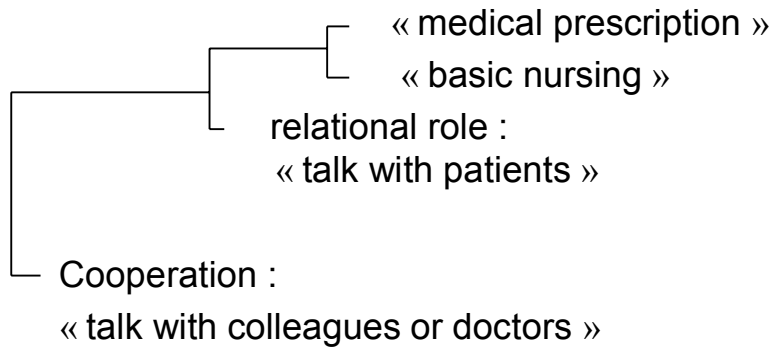 « medical prescription »
« basic nursing »
relational role :
« talk with patients »
Cooperation :
« talk with colleagues or doctors »